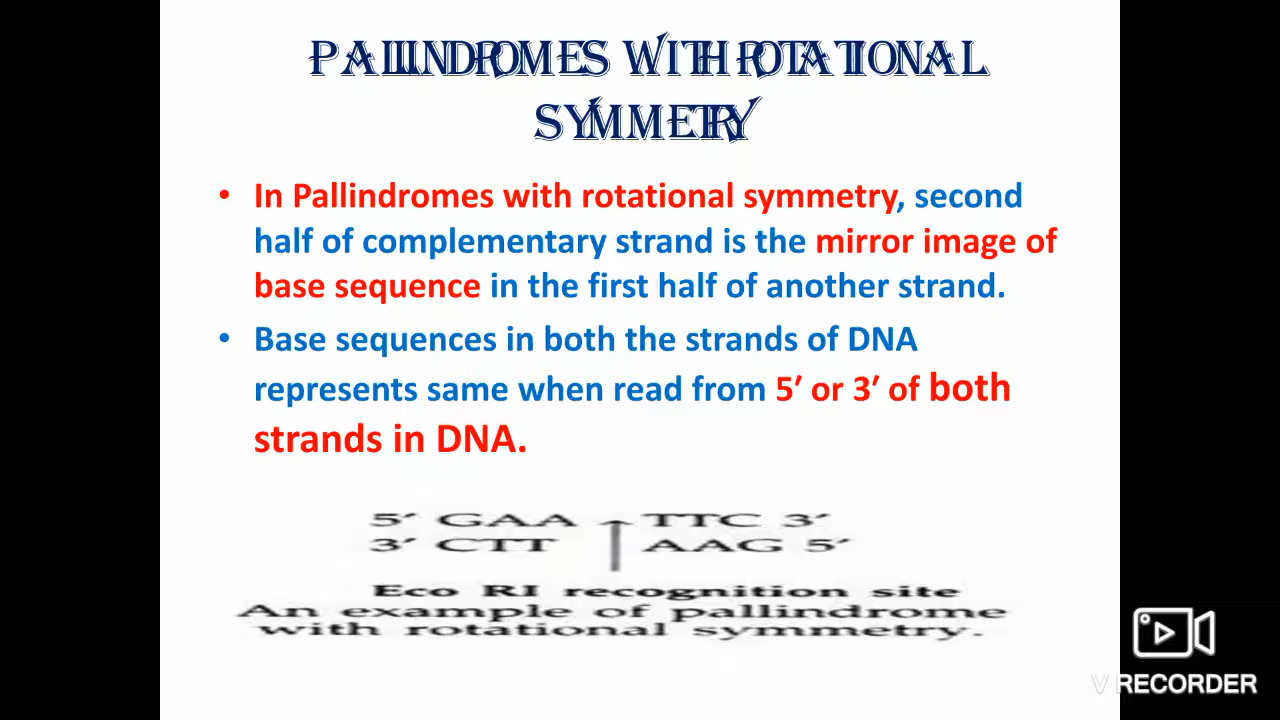 PALLINDROMES WITH ROTATIONAL
SYMMETRY
• In Pallindromes with rotational symmetry, second
half of complementary strand is the mirror image of
base sequence in the first half of another strand.
• Base sequences in both the strands of DNA
represents same when read from 5′ or 3′ of both
strands in DNA.
5′ GAA TTC 3′
3′ CTT AAG 5′
Eco RI recognition site
An example of pallindrome
with rotational symmetry.
V RECORDER